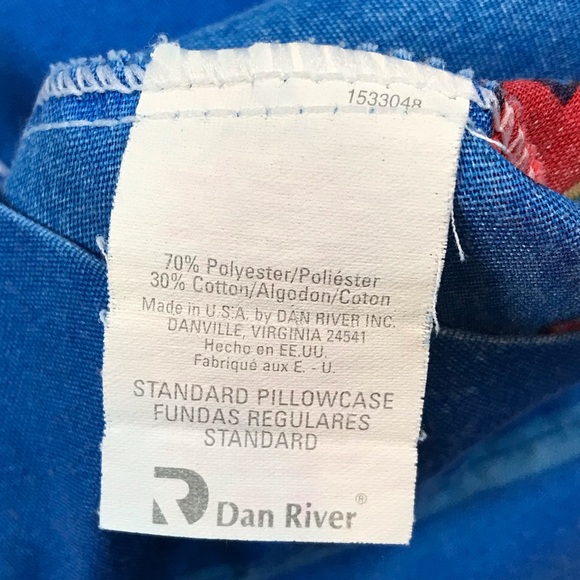 1533048
70% Polyester/Poliéster
30% Cotton/Algodon/Coton
Made in U.S.A. by DAN RIVER INC.
DANVILLE, VIRGINIA 24541
Hecho en EE.UU.
Fabriqué aux E. - U.
STANDARD PILLOWCASE
FUNDAS REGULARES
STANDARD
R Dan River ®